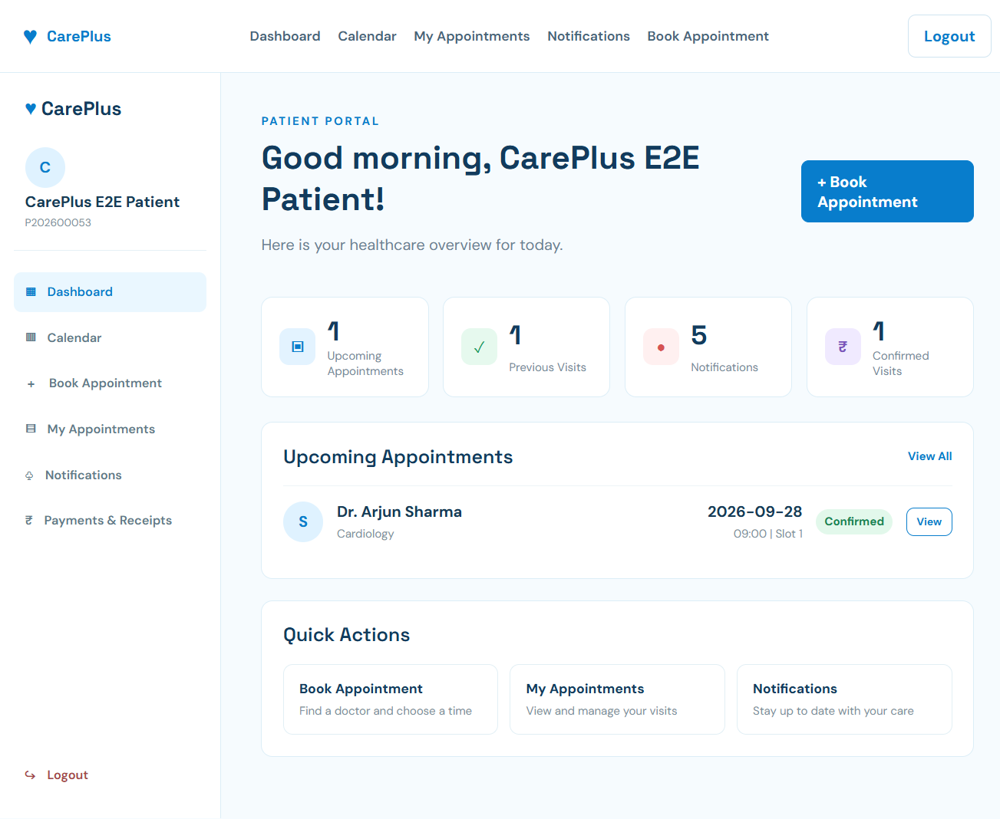 CarePlus
Dashboard Calendar My Appointments Notifications Book Appointment
Logout
CarePlus
C
CarePlus E2E Patient
P202600053
Dashboard
Calendar
+ Book Appointment
My Appointments
Notifications
₹ Payments & Receipts
Logout
PATIENT PORTAL
Good morning, CarePlus E2E
Patient!
Here is your healthcare overview for today.
+ Book
Appointment
1
Upcoming
Appointments
✓
1
Previous Visits
5
Notifications
₹
1
Confirmed
Visits
Upcoming Appointments
View All
S
Dr. Arjun Sharma
Cardiology
2026-09-28
09:00 | Slot 1
Confirmed
View
Quick Actions
Book Appointment
Find a doctor and choose a time
My Appointments
View and manage your visits
Notifications
Stay up to date with your care